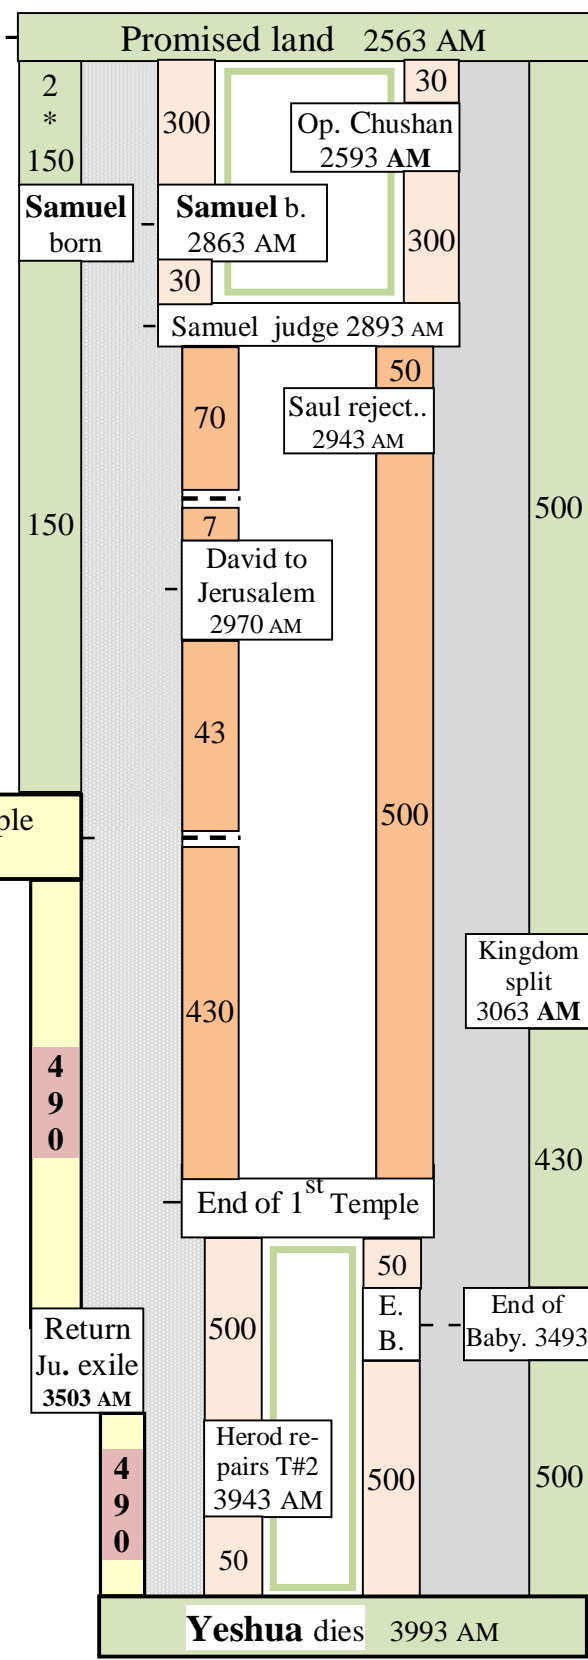 Promised land 2563 AM
2
*
150
300
30
Op. Chushan
2593 AM
Samuel
born
Samuel b.
2863 AM
300
30
Samuel judge 2893 AM
70
50
Saul reject..
2943 AM
150
7
500
David to
Jerusalem
2970 AM
43
500
ple
430
Kingdom
split
3063 AM
4
9
0
430
End of 1st Temple
500
50
E.
B.
End of
Baby. 3493
Return
Ju. exile
3503 AM
Herod re-
pairs T#2
3943 AM
4
9
0
500
500
50
Yeshua dies 3993 AM